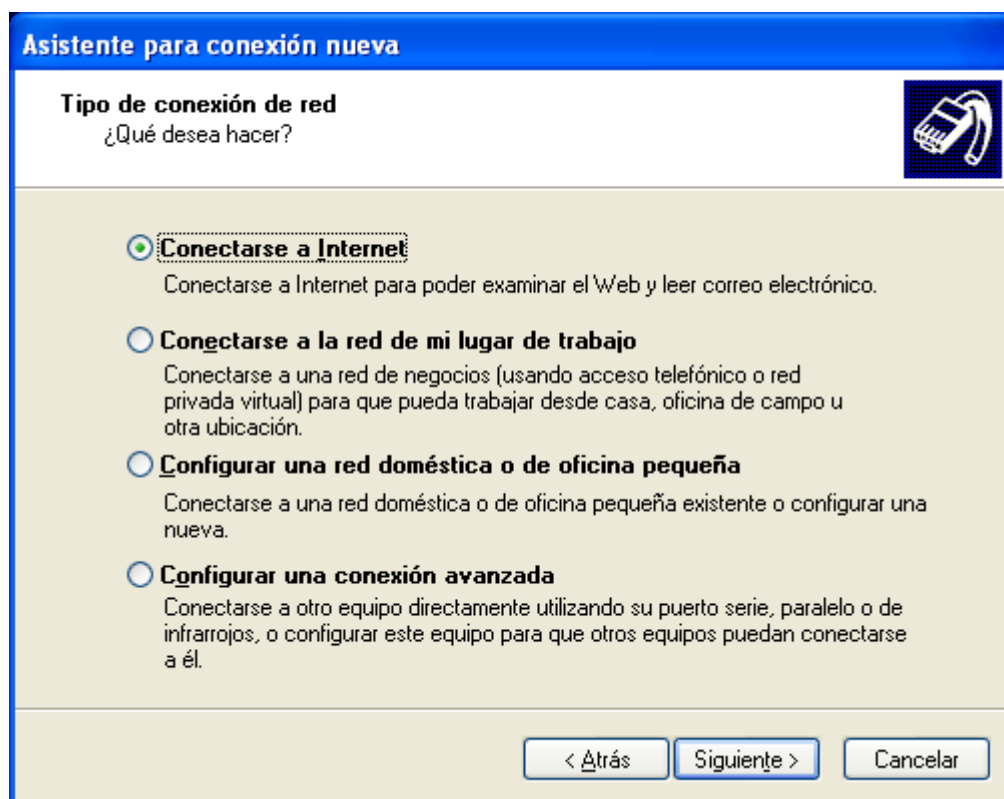 Asistente para conexión nueva
Tipo de conexión de red
¿Qué desea hacer?
Conectarse a Internet
Conectarse a Internet para poder examinar el Web y leer correo electrónico.
Conectarse a la red de mi lugar de trabajo
Conectarse a una red de negocios (usando acceso telefónico o red
privada virtual) para que pueda trabajar desde casa, oficina de campo u
otra ubicación.
Configurar una red doméstica o de oficina pequeña
Conectarse a una red doméstica o de oficina pequeña existente o configurar una
nueva.
Configurar una conexión avanzada
Conectarse a otro equipo directamente utilizando su puerto serie, paralelo o de
infrarrojos, o configurar este equipo para que otros equipos puedan conectarse
a él.
< Atrás Siguiente > Cancelar